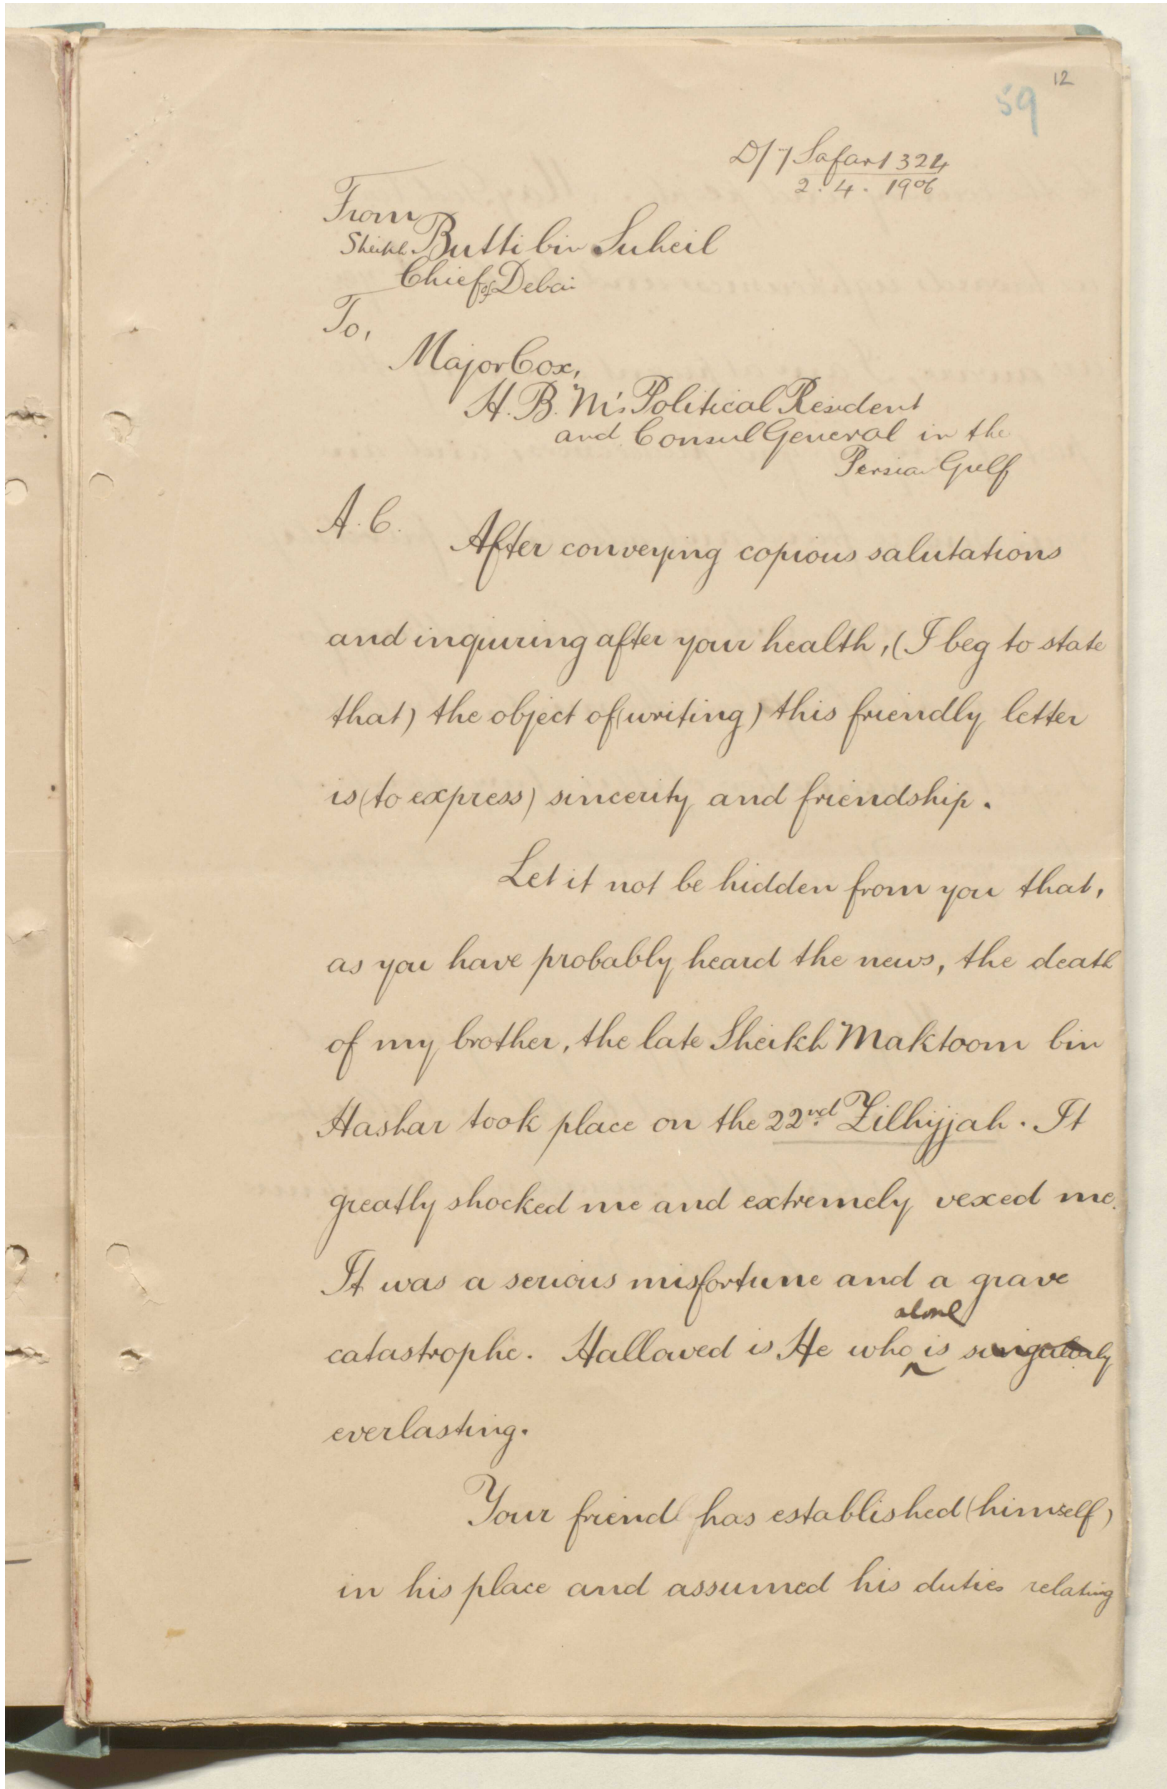 12
59
D/7 Safar 1324
2.4.1906
From
Sheikh Butti bin Suheil
Chief of Debai
To,
Major Cox,
H.B.M's Political Resident
and Consul General in the
Persian Gulf
A.C.
After conveying copious salutations
and inquiring after your health, (I beg to state
that) the object of (writing) this friendly letter
is (to express) sincerity and friendship.
Let it not be hidden from you that,
as you have probably heard the news, the death
of my brother, the late Sheikh Maktoom bin
Hashar took place on the 22nd Zilhijjah. It
greatly shocked me and extremely vexed me.
It was a serious misfortune and a grave
alone
catastrophe. Hallowed is He who is singularly
everlasting.
Your friend has established (himself)
in his place and assumed his duties relating